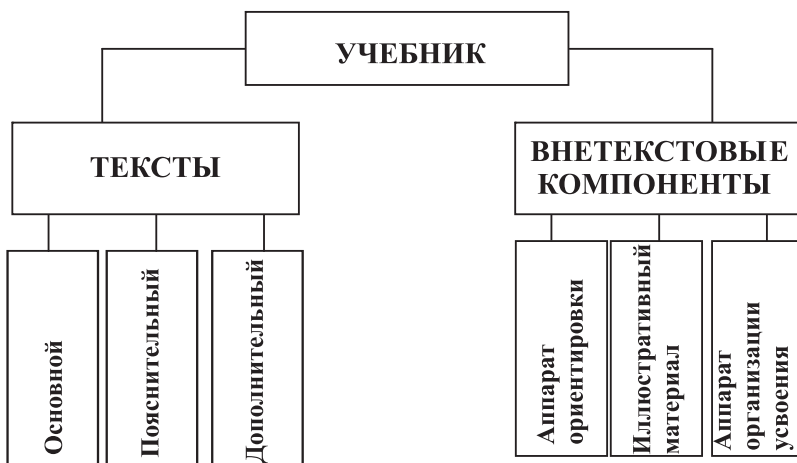 УЧЕБНИК
ТЕКСТЫ
ВНЕТЕКСТОВЫЕ
КОМПОНЕНТЫ
Основной
Пояснительный
Дополнительный
Аппарат
ориентировки
Иллюстративный
материал
Аппарат
организации
усвоения